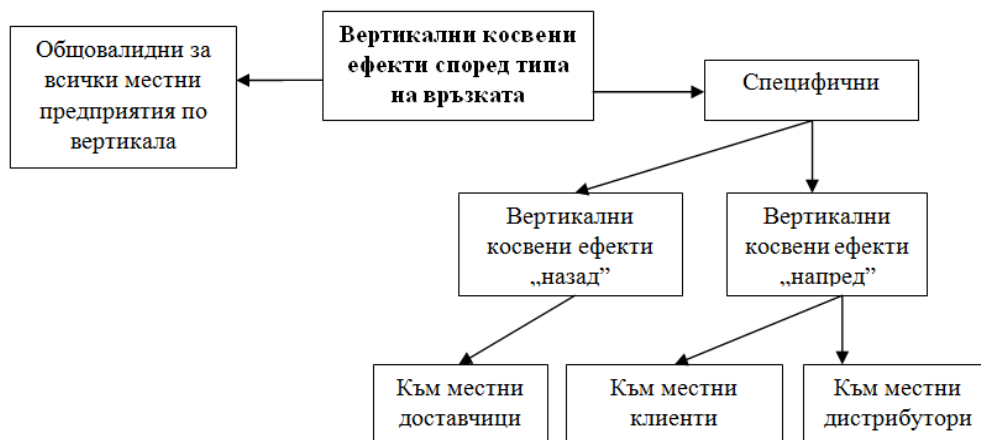 Общовалидни за
всички местни
предприятия по
вертикала
Вертикални косвени
ефекти според типа
на връзката
Специфични
Вертикални
косвени ефекти
„назад”
Вертикални
косвени ефекти
„напред”
Към местни
доставчици
Към местни
клиенти
Към местни
дистрибутори